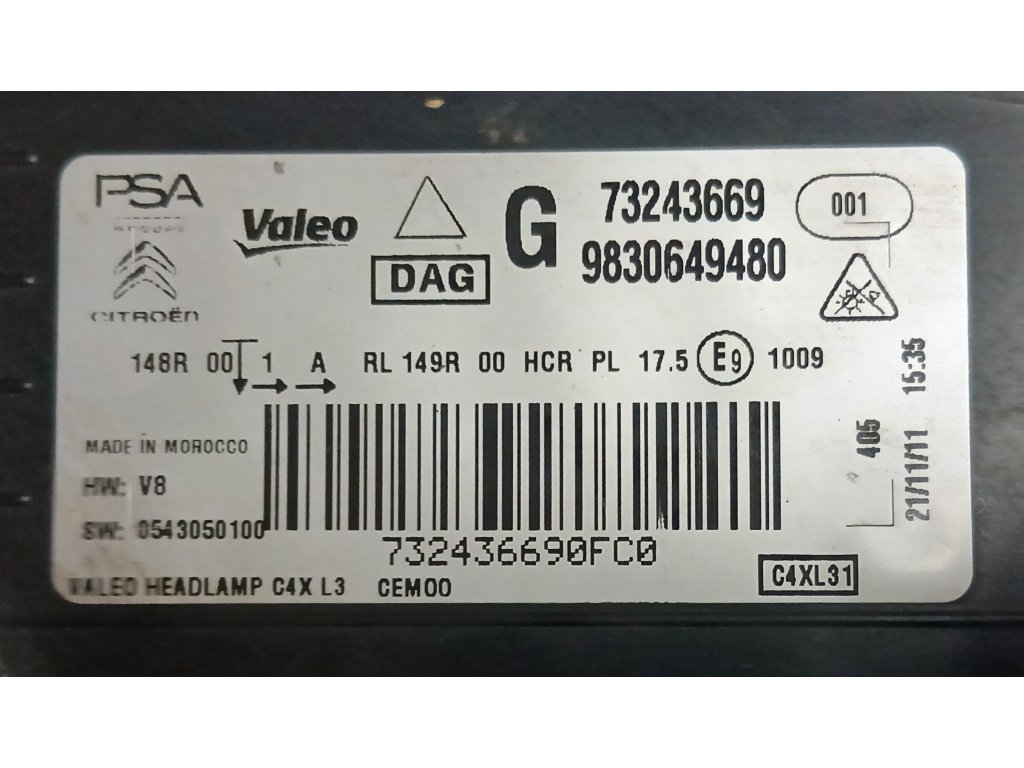 PSA
GROUPE
CITROËN
Valeo
DAG
G
73243669
9830649480
001
148R 00 1 A RL 149R 00 HCR PL 17.5 E9 1009
MADE IN MOROCCO
HW: V8
SW: 0543050100
732436690FC0
VALEO HEADLAMP C4X L3 CEM00
C4XL31
405
21/11/11 15:35